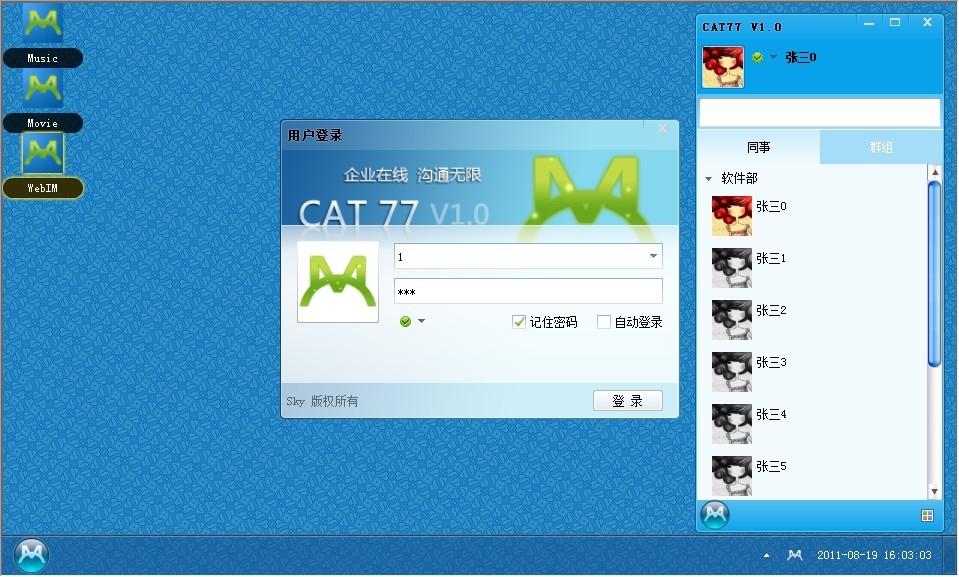 Music
Movie
WebIM
用户登录
企业在线 沟通无限
CAT 77 V1.0
1
***
记住密码
自动登录
Sky 版权所有
登 录
CAT77 V1.0
张三0
同事
群组
软件部
张三0
张三1
张三2
张三3
张三4
张三5
2011-08-19 16:03:03